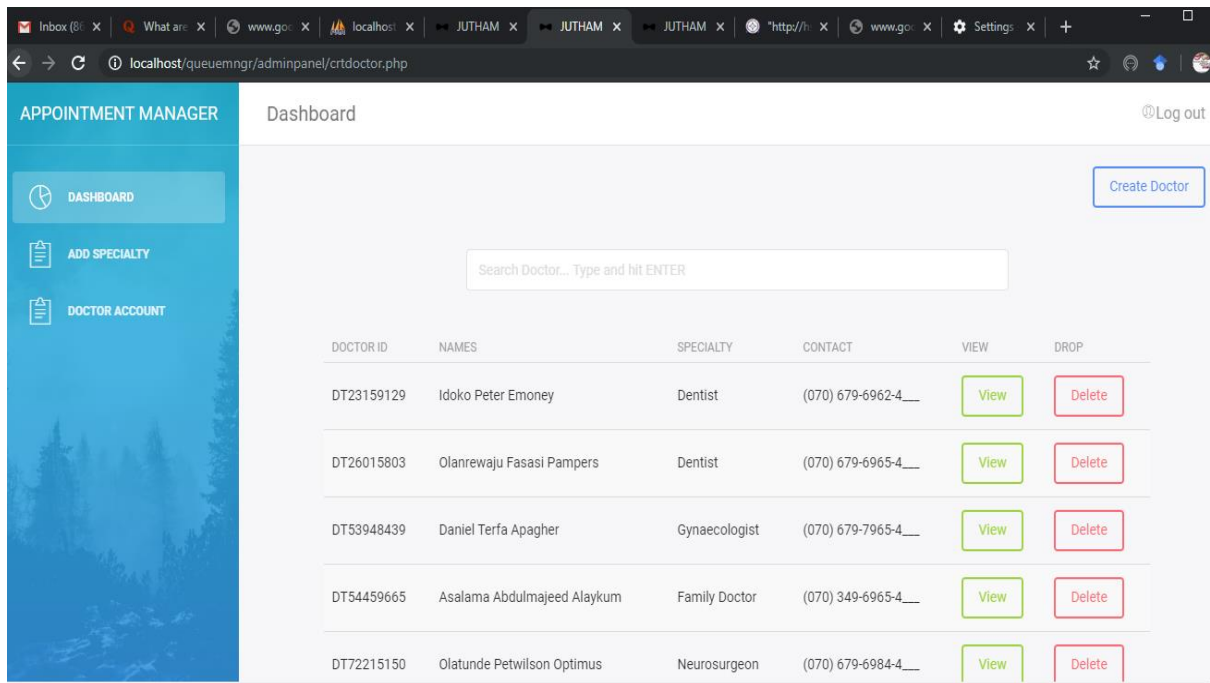 Inbox (86 What are www.goo localhost JUTHAM JUTHAM JUTHAM "http://h www.goo Settings
localhost/queuemngr/adminpanel/crtdoctor.php
APPOINTMENT MANAGER Dashboard Log out
DASHBOARD Create Doctor
ADD SPECIALTY Search Doctor... Type and hit ENTER
DOCTOR ACCOUNT
DOCTOR ID NAMES SPECIALTY CONTACT VIEW DROP
DT23159129 Idoko Peter Emoney Dentist (070) 679-6962-4___ View Delete
DT26015803 Olanrewaju Fasasi Pampers Dentist (070) 679-6965-4___ View Delete
DT53948439 Daniel Terfa Apagher Gynaecologist (070) 679-7965-4___ View Delete
DT54459665 Asalama Abdulmajeed Alaykum Family Doctor (070) 349-6965-4___ View Delete
DT72215150 Olatunde Petwilson Optimus Neurosurgeon (070) 679-6984-4___ View Delete